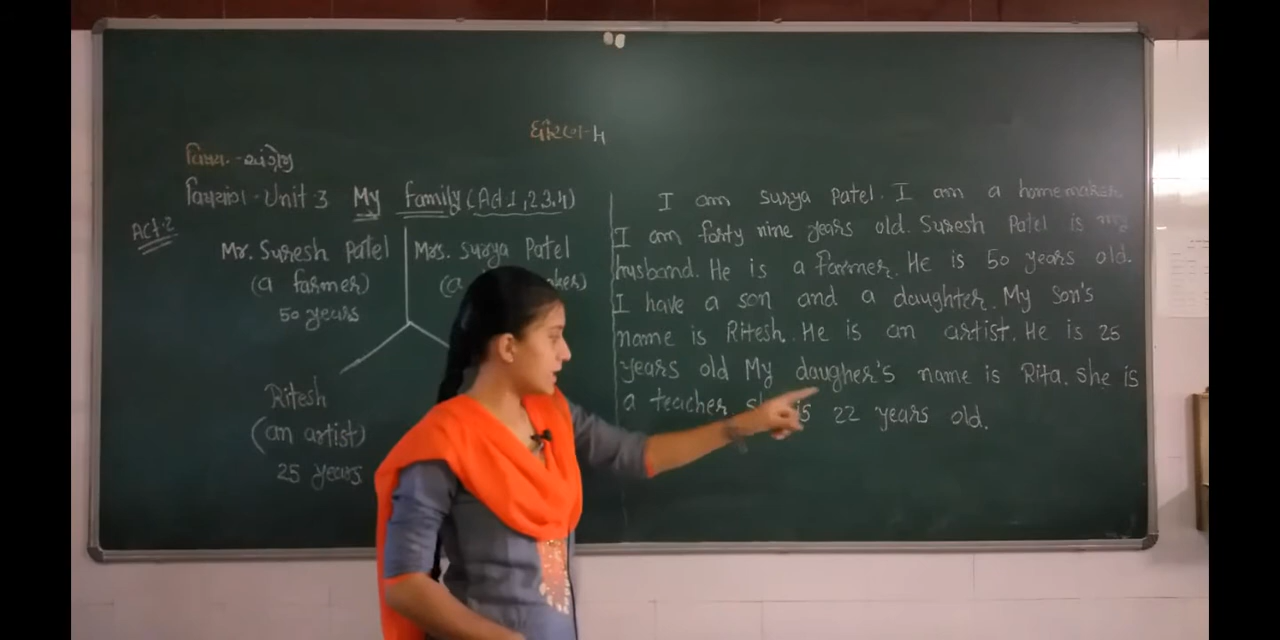 ધોરણ-૫
વિષય:-અંગ્રેજી
વિષયાંગ-Unit 3 My Family (Act 1,2 3,4)
Act-2
Mr. Suresh Patel
(a farmer)
50 years
Mrs. Surya Patel
Ritesh
(an artist)
25 years
I am surya Patel. I am a homemaker
I am forty nine years old. Suresh Patel is my
husband. He is a Farmer. He is 50 years old.
I have a son and a daughter. My Son's
name is Ritesh. He is an artist. He is 25
years old My daugher's name is Rita. she is
a teacher is 22 years old.